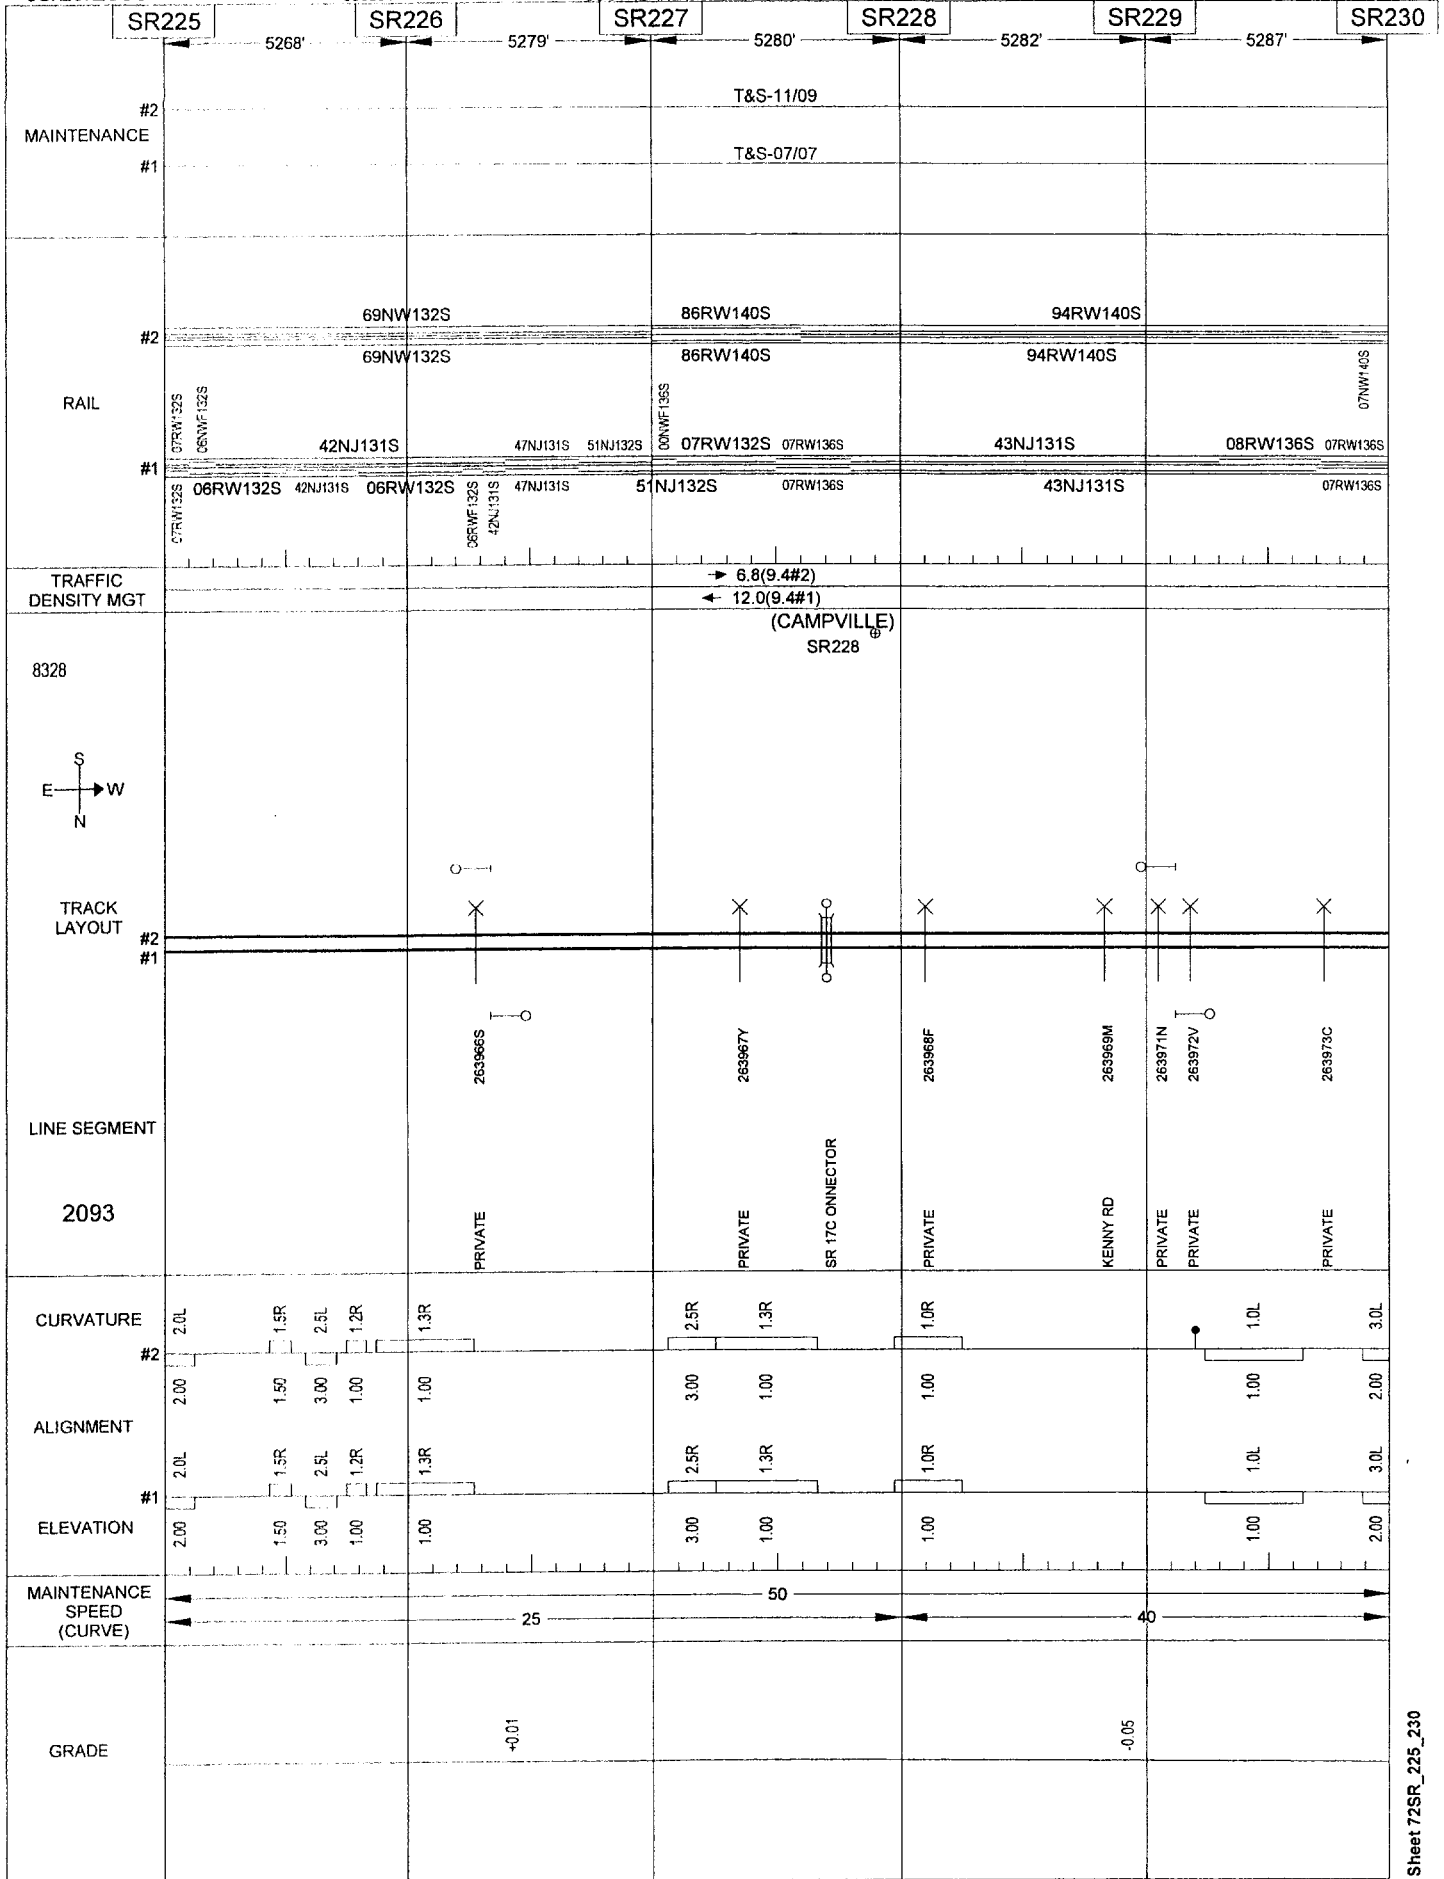 SR225 SR226 SR227 SR228 SR229 SR230
5268' 5279' 5280' 5282' 5287'
T&S-11/09
#2
MAINTENANCE
T&S-07/07
#1
69NW132S 86RW140S 94RW140S
#2
69NW132S 86RW140S 94RW140S
07NW140S
RAIL
07RW132S 06NWF132S 42NJ131S 47NJ131S 51NJ132S 00NWF136S 07RW132S 07RW136S 43NJ131S 08RW136S 07RW136S
#1
07RW132S 06RW132S 42NJ131S 06RW132S 06RWF132S 42NJ131S 47NJ131S 51NJ132S 07RW136S 43NJ131S 07RW136S
TRAFFIC
DENSITY MGT
6.8(9.4#2)
12.0(9.4#1)
(CAMPVILLE)
SR228
8328
S
E W
N
TRACK
LAYOUT
#2
#1
263966S 263967Y 263968F 263969M 263971N 263972V 263973C
LINE SEGMENT
2093
PRIVATE PRIVATE SR 17C ONNECTOR PRIVATE KENNY RD PRIVATE PRIVATE PRIVATE
CURVATURE
2.0L 1.5R 2.5L 1.2R 1.3R 2.5R 1.3R 1.0R 1.0L 3.0L
#2
2.00 1.50 3.00 1.00 1.00 3.00 1.00 1.00 1.00 2.00
ALIGNMENT
2.0L 1.5R 2.5L 1.2R 1.3R 2.5R 1.3R 1.0R 1.0L 3.0L
#1
ELEVATION
2.00 1.50 3.00 1.00 1.00 3.00 1.00 1.00 1.00 2.00
MAINTENANCE
SPEED
(CURVE)
50
25 40
GRADE
+0.01 -0.05
Sheet 72SR_225_230